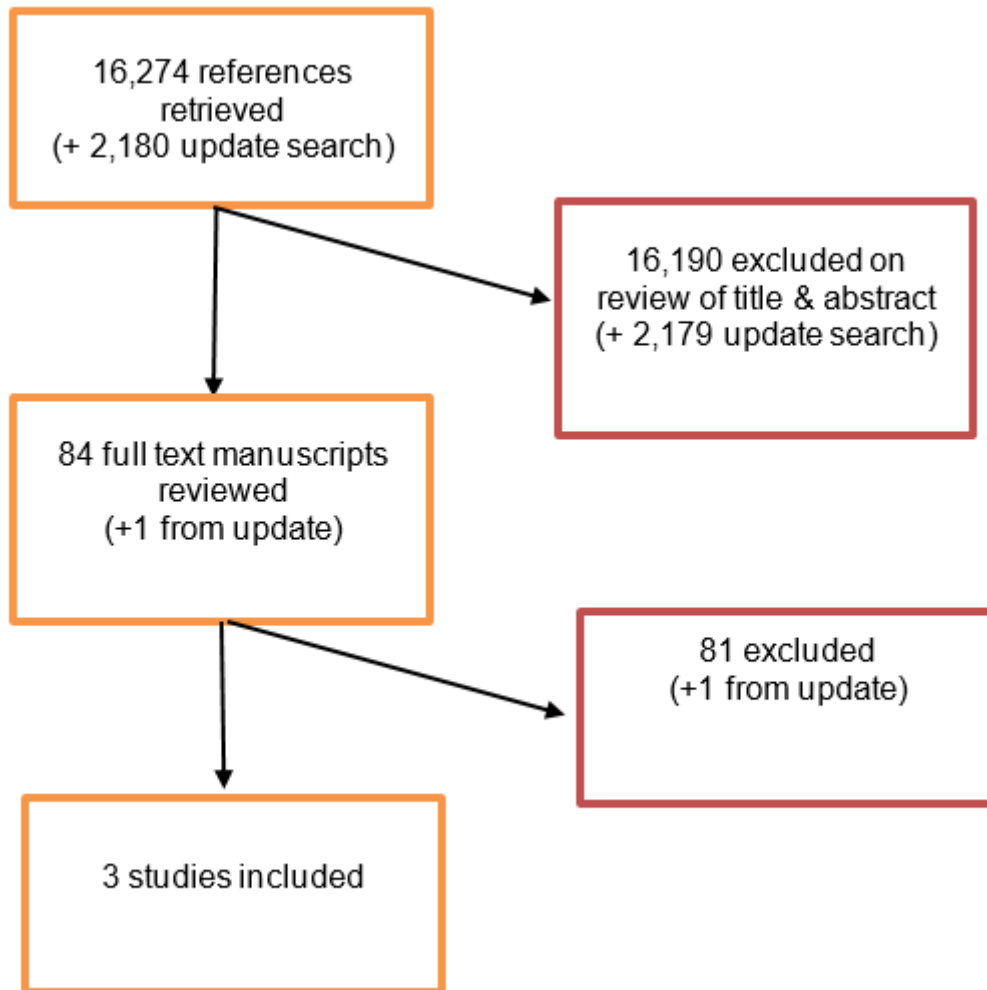 16,274 references
retrieved
(+ 2,180 update search)
16,190 excluded on
review of title & abstract
(+ 2,179 update search)
84 full text manuscripts
reviewed
(+1 from update)
81 excluded
(+1 from update)
3 studies included